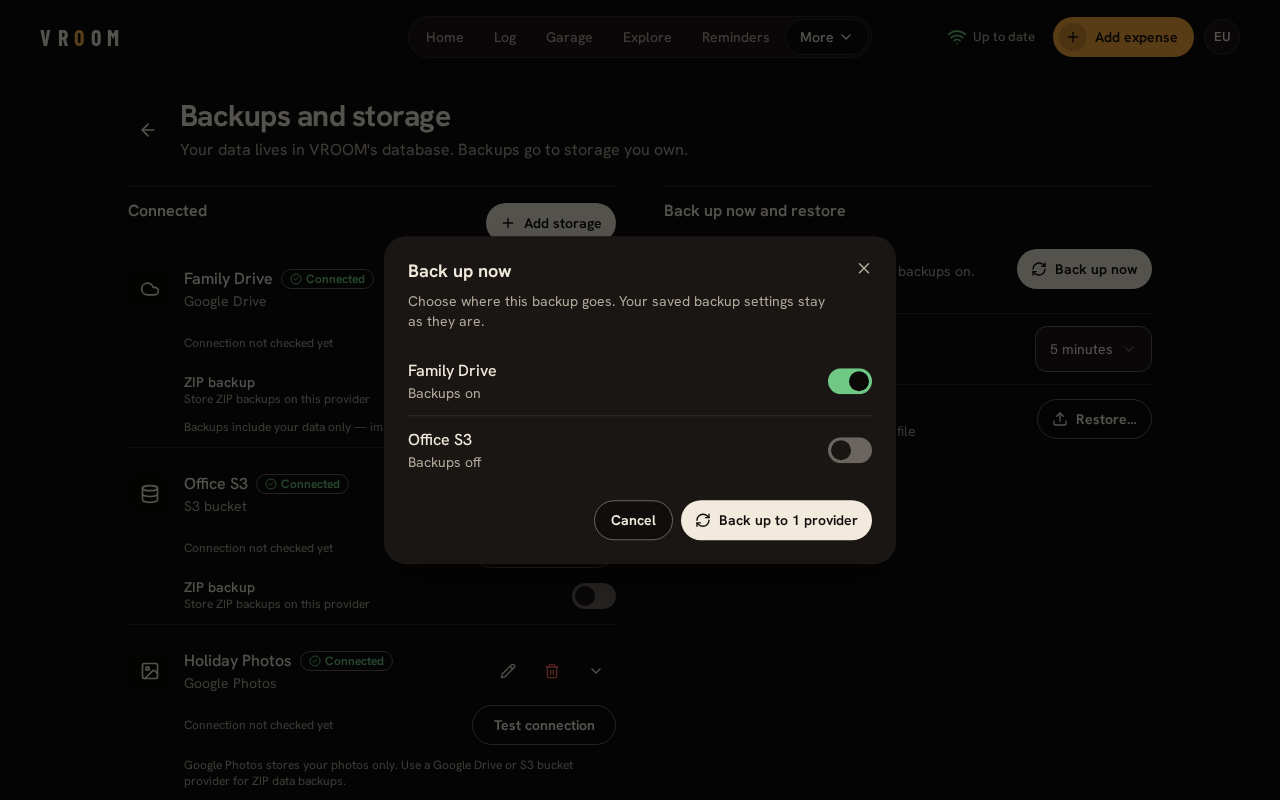 VROOM
Home
Log
Garage
Explore
Reminders
More
Up to date
Add expense
EU
Backups and storage
Your data lives in VROOM's database. Backups go to storage you own.
Connected
Add storage
Back up now and restore
Family Drive
Connected
Google Drive
Connection not checked yet
ZIP backup
Store ZIP backups on this provider
Backups include your data only —
backups on.
Back up now
5 minutes
file
Restore...
Back up now
Choose where this backup goes. Your saved backup settings stay
as they are.
Family Drive
Backups on
Office S3
Backups off
Cancel
Back up to 1 provider
Office S3
Connected
S3 bucket
Connection not checked yet
ZIP backup
Store ZIP backups on this provider
Holiday Photos
Connected
Google Photos
Connection not checked yet
Test connection
Google Photos stores your photos only. Use a Google Drive or S3 bucket
provider for ZIP data backups.